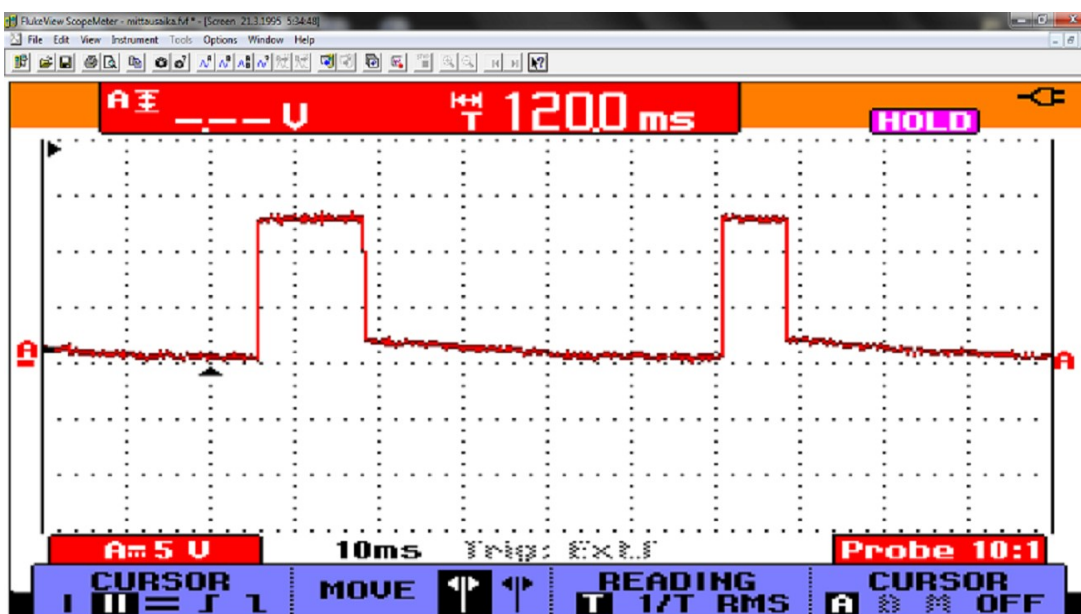 FlukeView ScopeMeter - mittausaika.fvf * - [Screen 21.3.1995 5:34:48]
File Edit View Instrument Tools Options Window Help
A _.__ V T 120.0 ms HOLD
A A
A 5 V 10ms Trig: Ext.f Probe 10:1
CURSOR MOVE READING CURSOR
T 1/T RMS A B M OFF